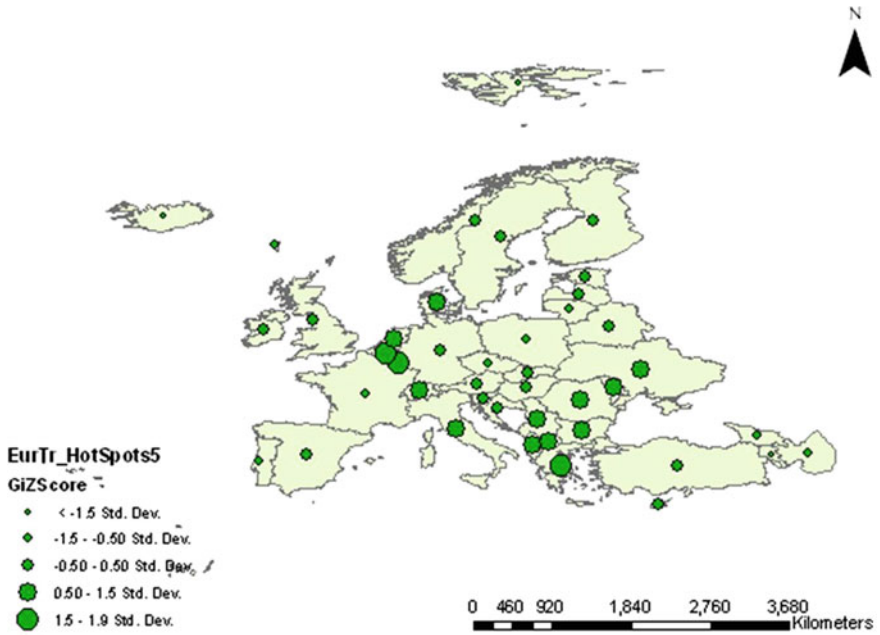 N
EurTr_HotSpots5
GiZScore
< -1.5 Std. Dev.
-1.5 - -0.50 Std. Dev.
-0.50 - 0.50 Std. Dev.
0.50 - 1.5 Std. Dev.
1.5 - 1.9 Std. Dev.
0 460 920 1,840 2,760 3,680
Kilometers